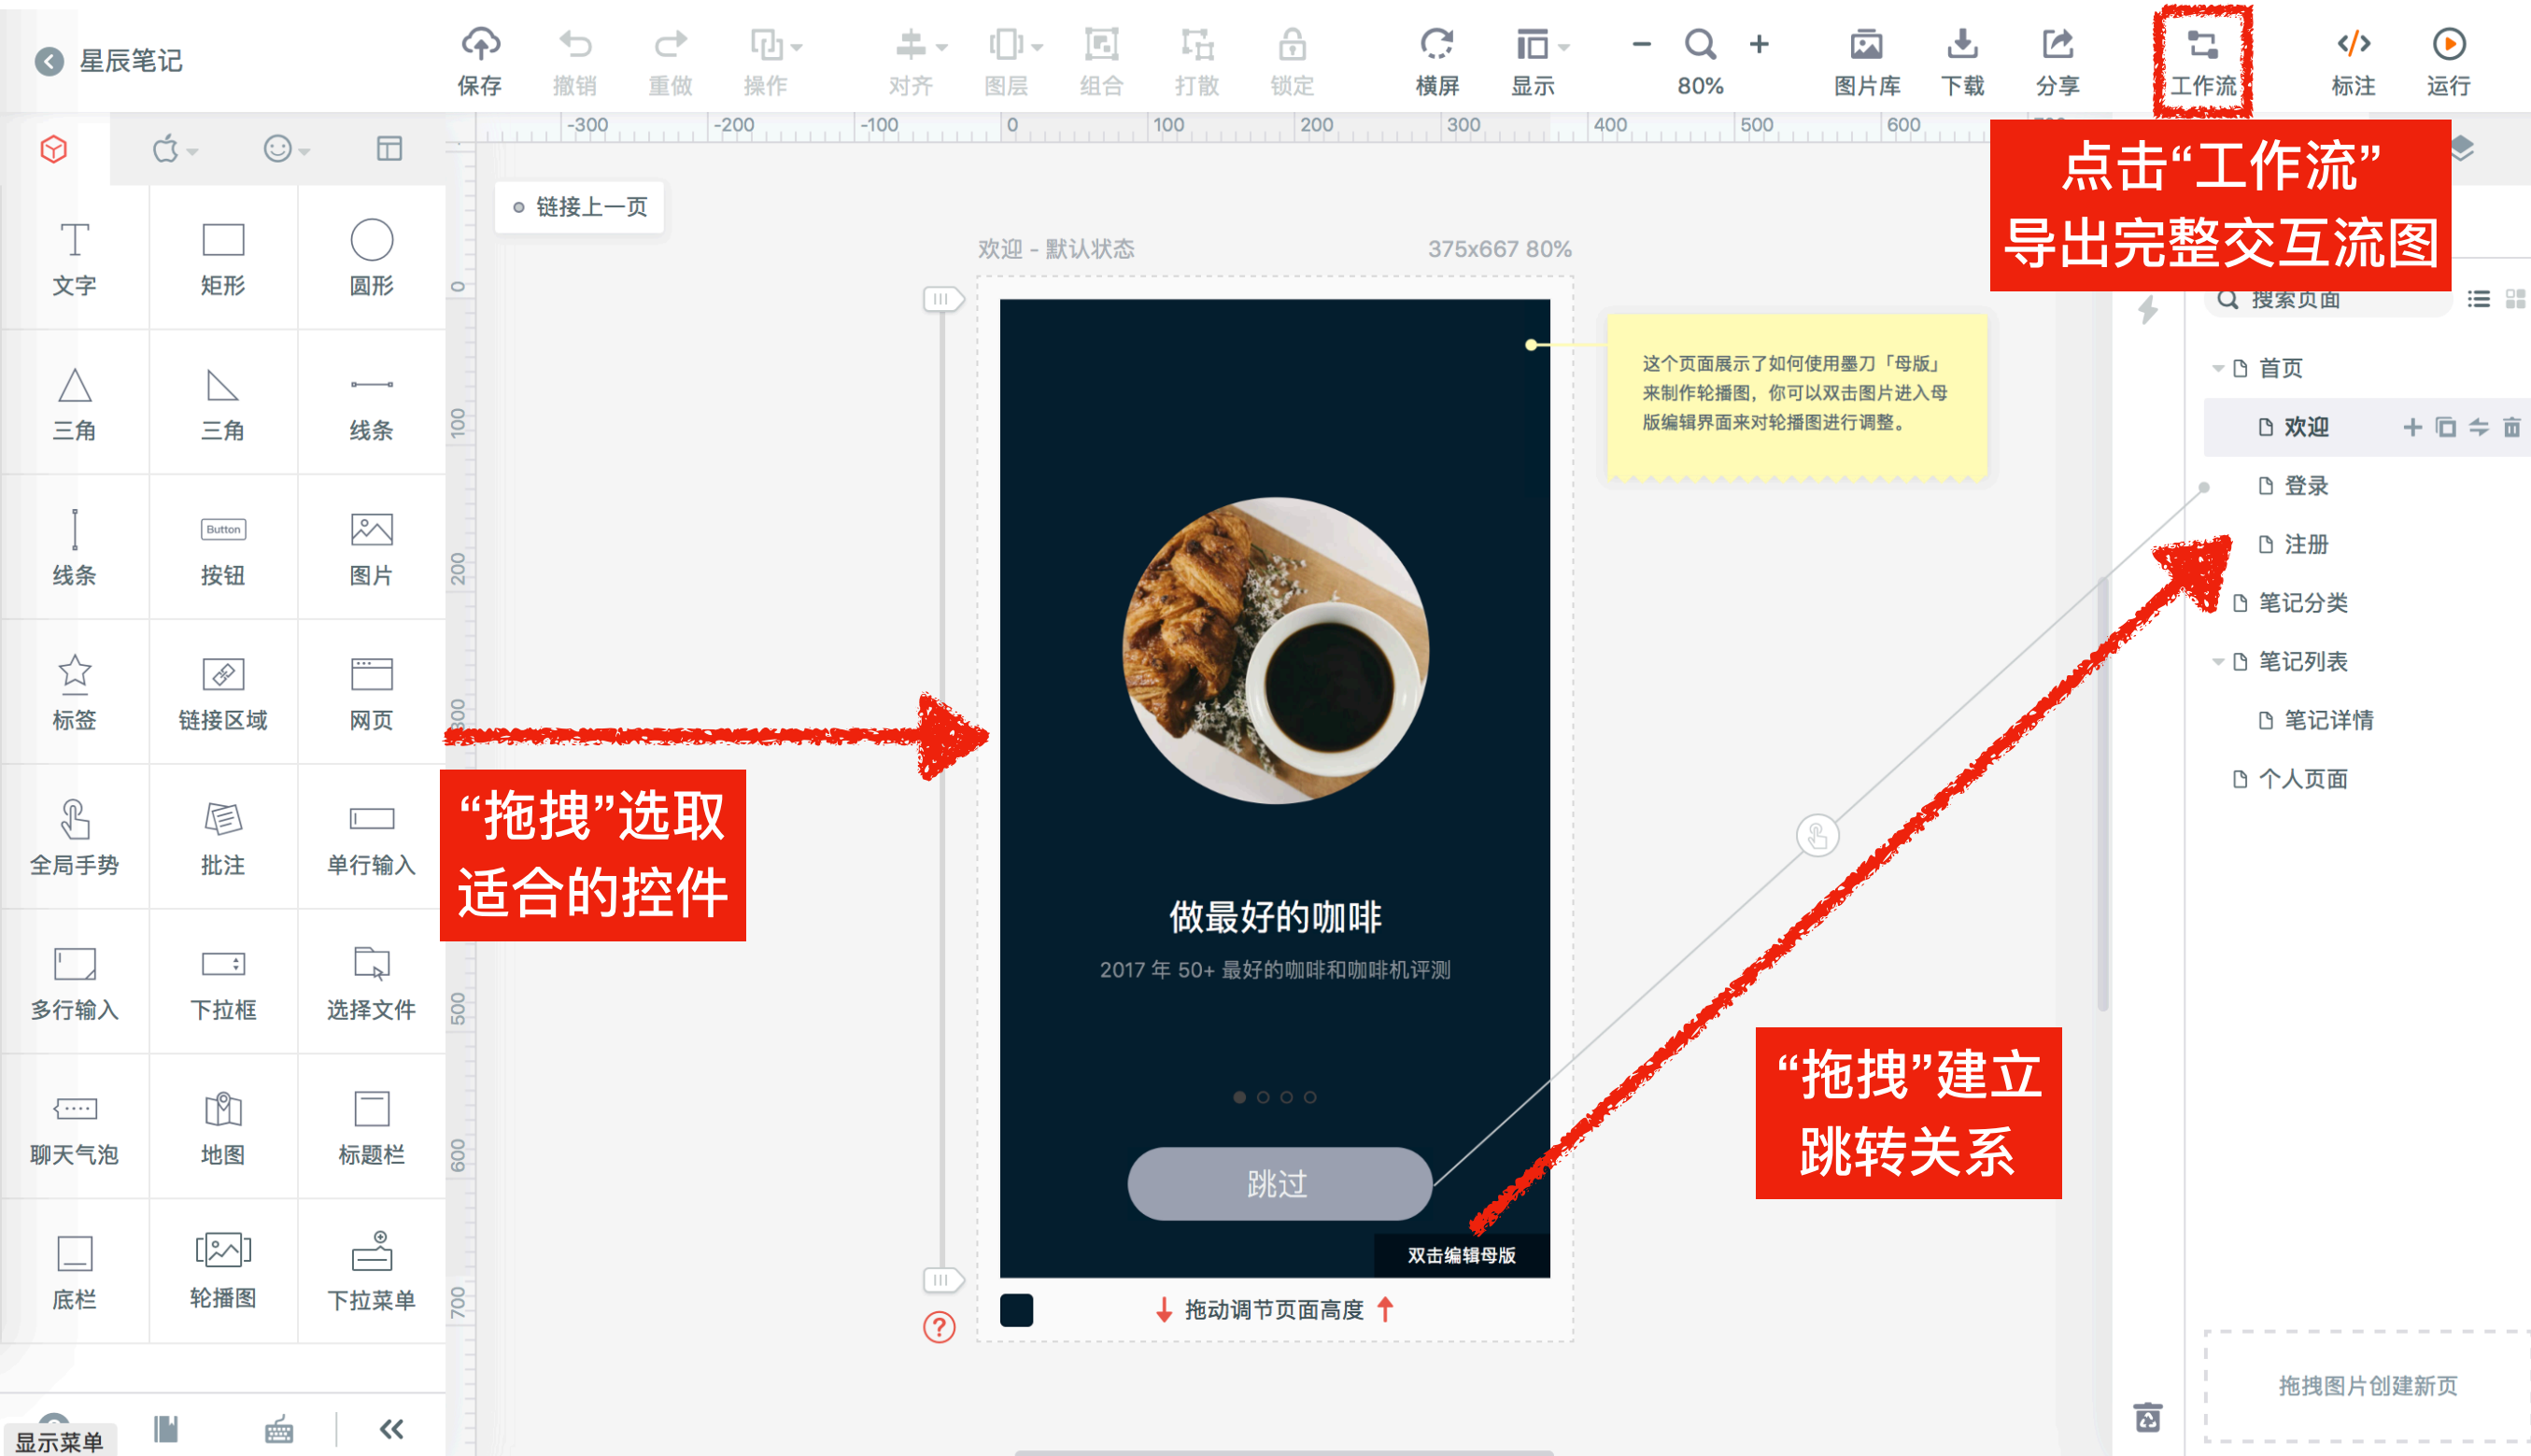 星辰笔记
保存
撤销
重做
操作
对齐
图层
组合
打散
锁定
横屏
显示
80%
图片库
下载
分享
工作流
标注
运行
-300
-200
-100
0
100
200
300
400
500
600
点击“工作流”
导出完整交互流图
链接上一页
欢迎 - 默认状态
375x667 80%
文字
矩形
圆形
三角
三角
线条
线条
Button
按钮
图片
标签
链接区域
网页
全局手势
批注
单行输入
多行输入
下拉框
选择文件
聊天气泡
地图
标题栏
底栏
轮播图
下拉菜单
显示菜单
0
100
200
300
500
600
700
“拖拽”选取
适合的控件
做最好的咖啡
2017 年 50+ 最好的咖啡和咖啡机评测
跳过
双击编辑母版
拖动调节页面高度
?
这个页面展示了如何使用墨刀「母版」
来制作轮播图，你可以双击图片进入母
版编辑界面来对轮播图进行调整。
“拖拽”建立
跳转关系
搜索页面
首页
欢迎
登录
注册
笔记分类
笔记列表
笔记详情
个人页面
拖拽图片创建新页